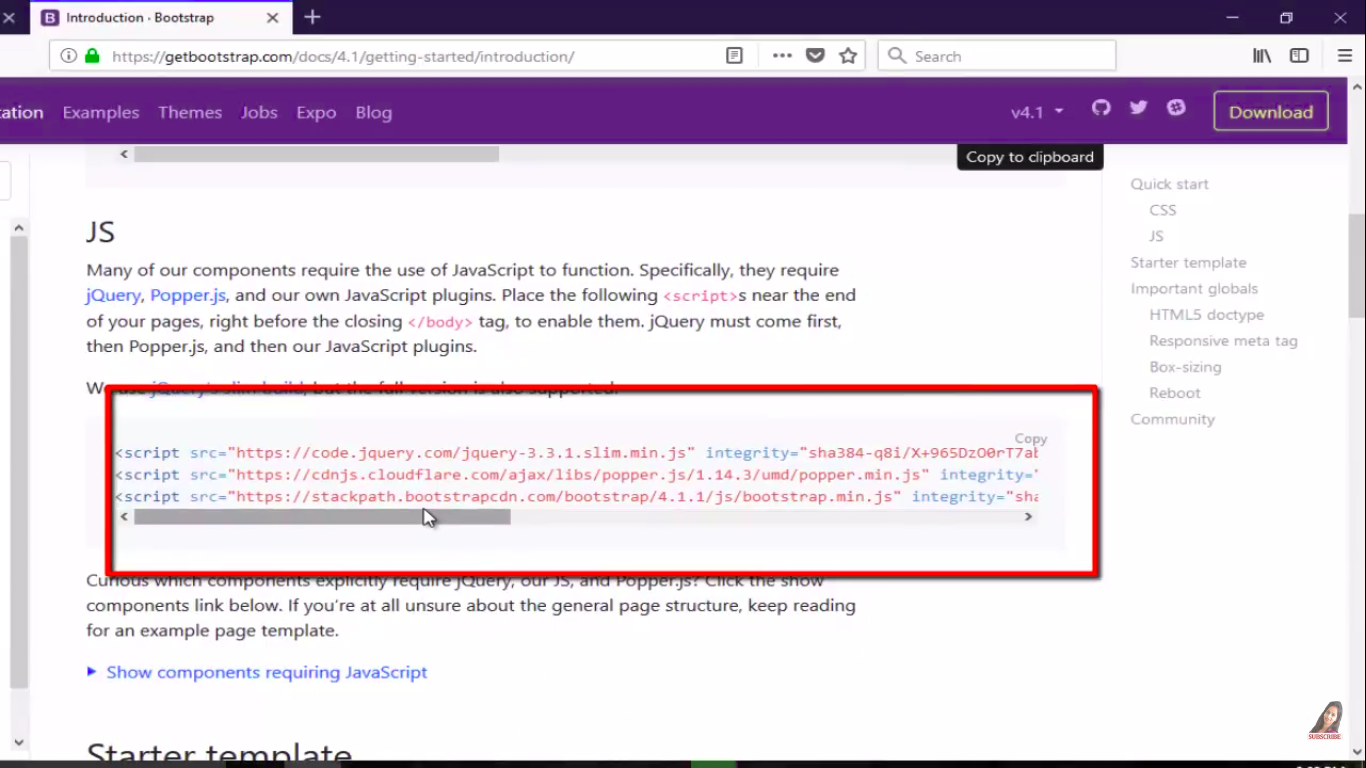 Introduction · Bootstrap
https://getbootstrap.com/docs/4.1/getting-started/introduction/
Search
tation Examples Themes Jobs Expo Blog v4.1 Download
Copy to clipboard
JS
Many of our components require the use of JavaScript to function. Specifically, they require
jQuery, Popper.js, and our own JavaScript plugins. Place the following <script>s near the end
of your pages, right before the closing </body> tag, to enable them. jQuery must come first,
then Popper.js, and then our JavaScript plugins.
We use jQuery's slim build, but the full version is also supported.
Copy
<script src="https://code.jquery.com/jquery-3.3.1.slim.min.js" integrity="sha384-q8i/X+965DzO0rT7ab
<script src="https://cdnjs.cloudflare.com/ajax/libs/popper.js/1.14.3/umd/popper.min.js" integrity="
<script src="https://stackpath.bootstrapcdn.com/bootstrap/4.1.1/js/bootstrap.min.js" integrity="sha
Curious which components explicitly require jQuery, our JS, and Popper.js? Click the show
components link below. If you're at all unsure about the general page structure, keep reading
for an example page template.
Show components requiring JavaScript
Starter template
Quick start
CSS
JS
Starter template
Important globals
HTML5 doctype
Responsive meta tag
Box-sizing
Reboot
Community
SUBSCRIBE